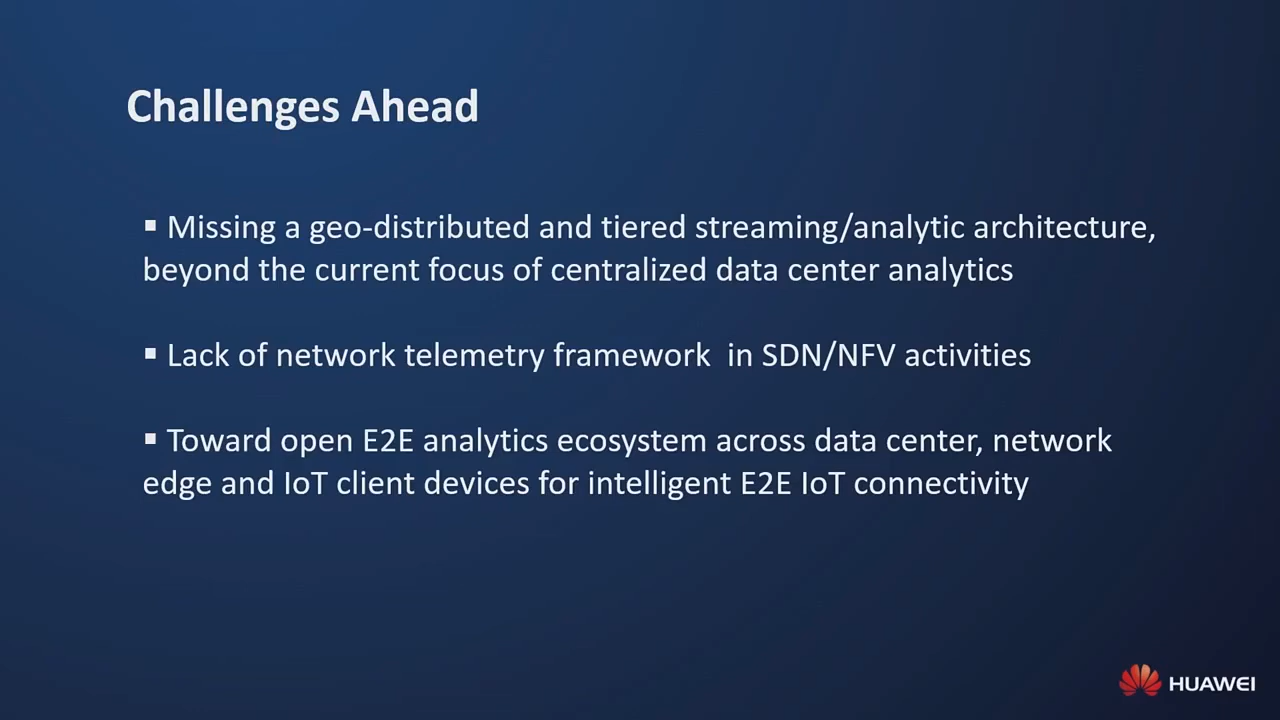 Challenges Ahead
▪ Missing a geo-distributed and tiered streaming/analytic architecture,
beyond the current focus of centralized data center analytics
▪ Lack of network telemetry framework  in SDN/NFV activities
▪ Toward open E2E analytics ecosystem across data center, network
edge and IoT client devices for intelligent E2E IoT connectivity
HUAWEI